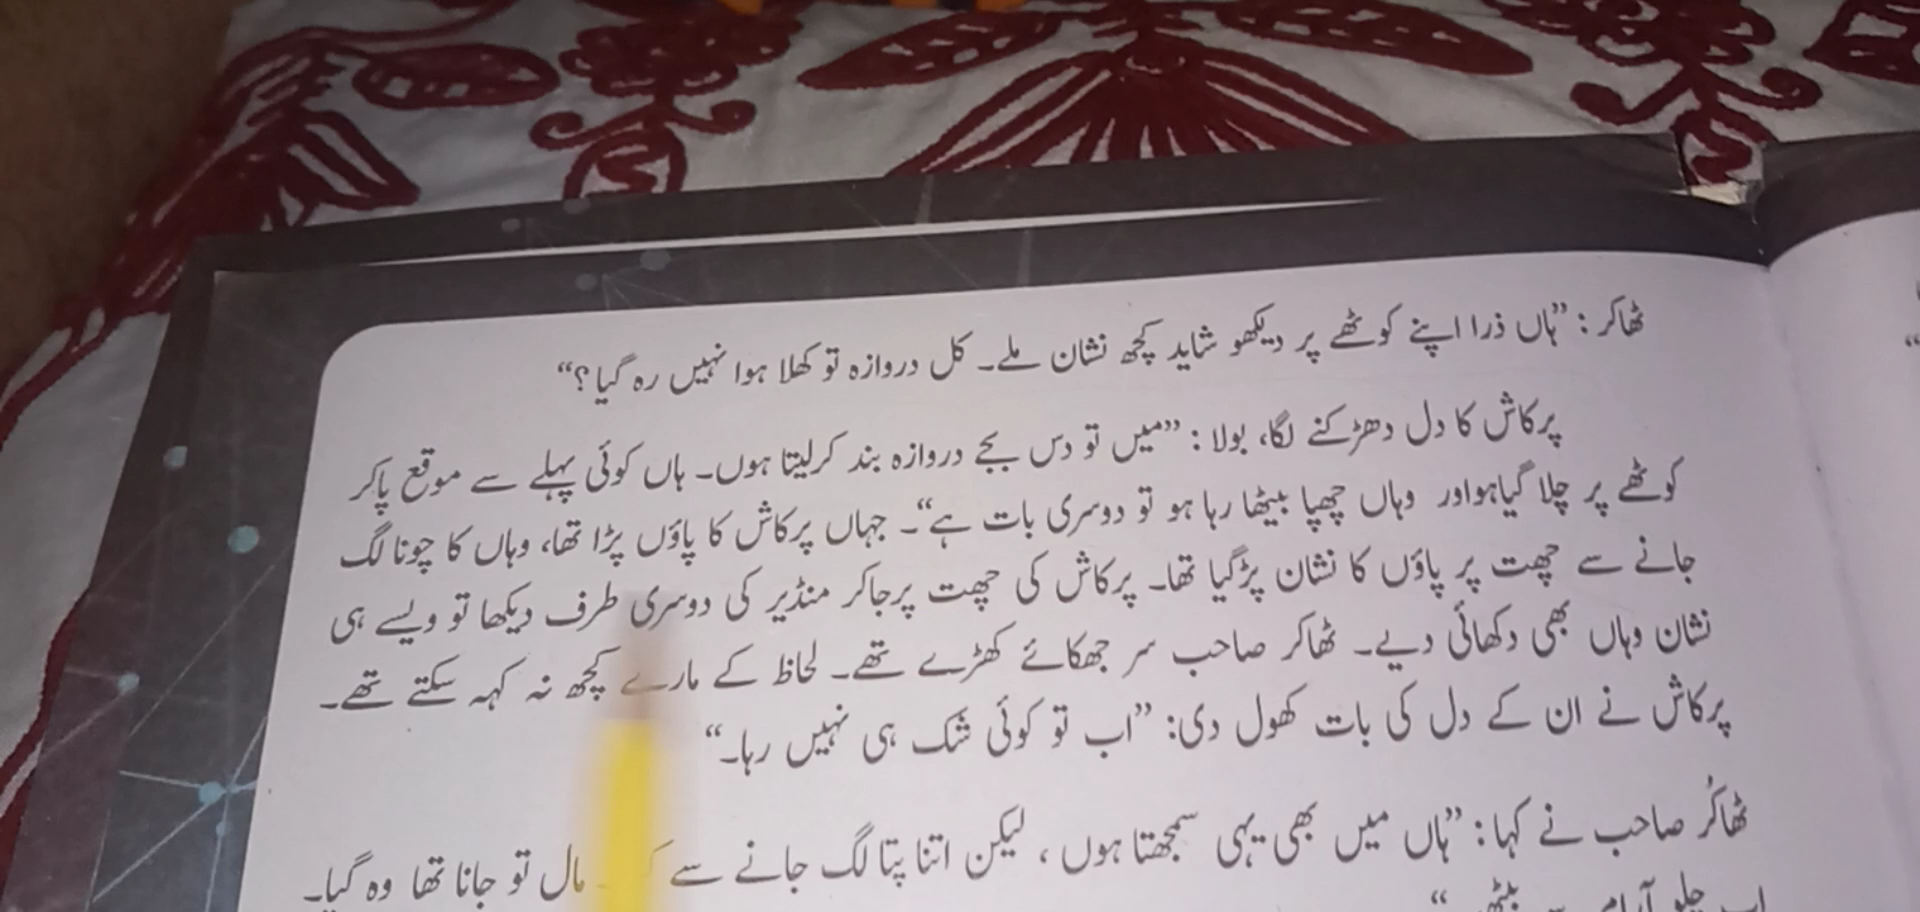 ٹھاکر : ”ہاں ذرا اپنے کوٹھے پر دیکھو شاید کچھ نشان ملے۔ کل دروازہ تو کھلا ہوا نہیں رہ گیا؟“
پرکاش کا دل دھڑکنے لگا، بولا : ”میں تو دس بجے دروازہ بند کرلیتا ہوں۔ ہاں کوئی پہلے سے موقع پاکر
کوٹھے پر چلا گیاہواور وہاں چھپا بیٹھا رہا ہو تو دوسری بات ہے“۔ جہاں پرکاش کا پاؤں پڑا تھا، وہاں کا چونا لگ
جانے سے چھت پر پاؤں کا نشان پڑگیا تھا۔ پرکاش کی چھت پرجاکر منڈیر کی دوسری طرف دیکھا تو ویسے ہی
نشان وہاں بھی دکھائی دیے۔ ٹھاکر صاحب سر جھکائے کھڑے تھے۔ لحاظ کے مارے کچھ نہ کہہ سکتے تھے۔
پرکاش نے ان کے دل کی بات کھول دی: ”اب تو کوئی شک ہی نہیں رہا۔“
ٹھاکر صاحب نے کہا : ”ہاں میں بھی یہی سمجھتا ہوں ، لیکن اتنا پتا لگ جانے سے مال تو جانا تھا وہ گیا۔
چلو آرام